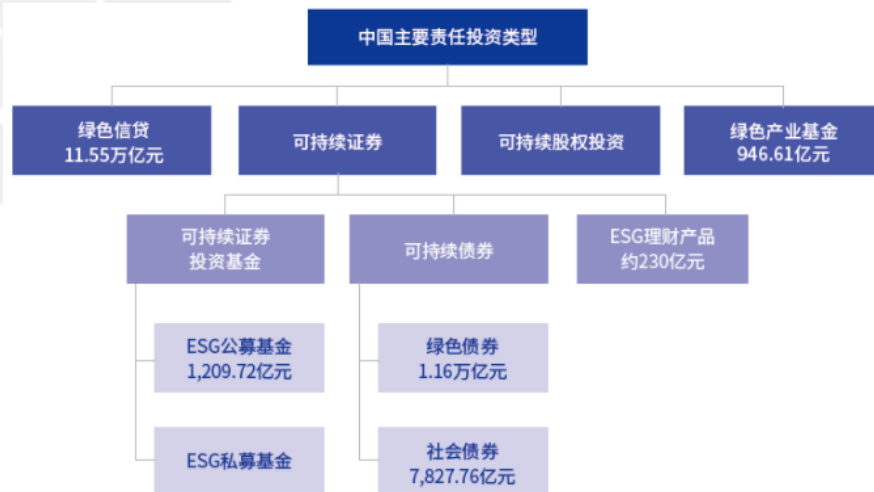 中国主要责任投资类型
绿色信贷
11.55万亿元
可持续证券
可持续股权投资
绿色产业基金
946.61亿元
可持续证券
投资基金
可持续债券
ESG理财产品
约230亿元
ESG公募基金
1,209.72亿元
绿色债券
1.16万亿元
ESG私募基金
社会债券
7,827.76亿元